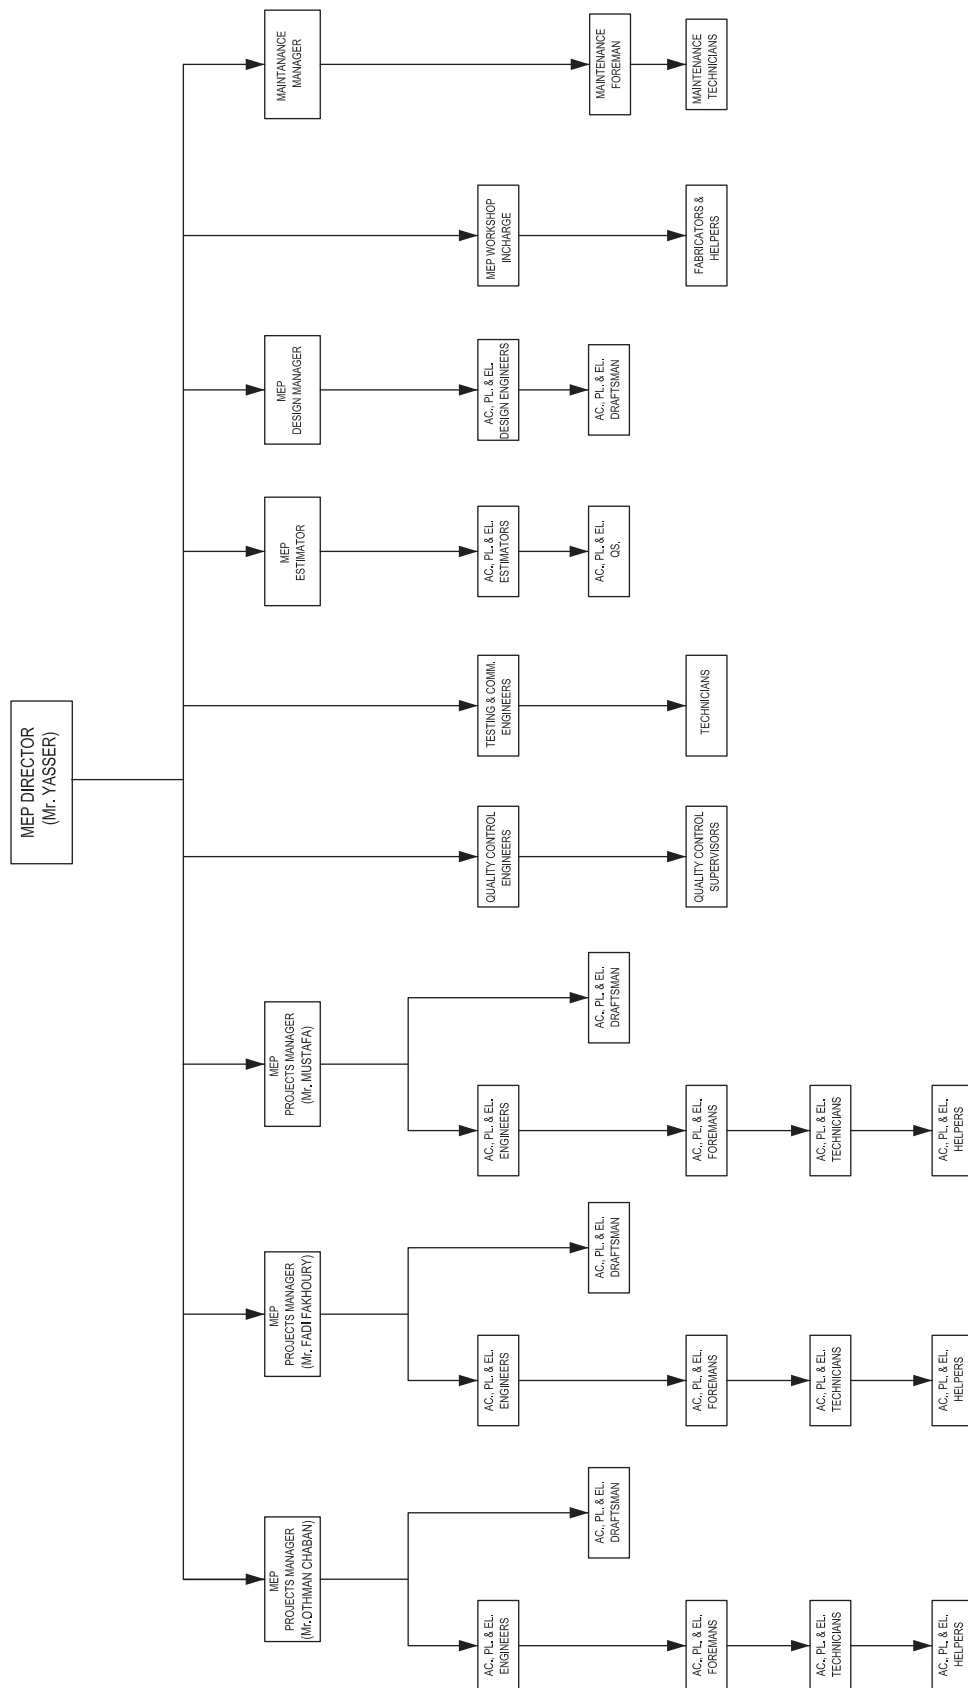 MEP DIRECTOR
(Mr. YASSER)
MEP
PROJECTS MANAGER
(Mr. OTHMAN CHABAN)
MEP
PROJECTS MANAGER
(Mr. FADI FAKHOURY)
MEP
PROJECTS MANAGER
(Mr. MUSTAFA)
MEP
ESTIMATOR
MEP
DESIGN MANAGER
MAINTANANCE
MANAGER
AC., PL. & EL.
ENGINEERS
AC., PL. & EL.
ENGINEERS
AC., PL. & EL.
ENGINEERS
QUALITY CONTROL
ENGINEERS
TESTING & COMM.
ENGINEERS
AC., PL. & EL.
ESTIMATORS
AC., PL. & EL.
DESIGN ENGINEERS
MEP WORKSHOP
INCHARGE
AC., PL. & EL.
DRAFTSMAN
AC., PL. & EL.
DRAFTSMAN
AC., PL. & EL.
DRAFTSMAN
AC., PL. & EL.
QS.
AC., PL. & EL.
DRAFTSMAN
MAINTENANCE
FOREMAN
AC., PL. & EL.
FOREMANS
AC., PL. & EL.
FOREMANS
AC., PL. & EL.
FOREMANS
QUALITY CONTROL
SUPERVISORS
TECHNICIANS
FABRICATORS &
HELPERS
MAINTENANCE
TECHNICIANS
AC., PL. & EL.
TECHNICIANS
AC., PL. & EL.
TECHNICIANS
AC., PL. & EL.
TECHNICIANS
AC., PL. & EL.
HELPERS
AC., PL. & EL.
HELPERS
AC., PL. & EL.
HELPERS